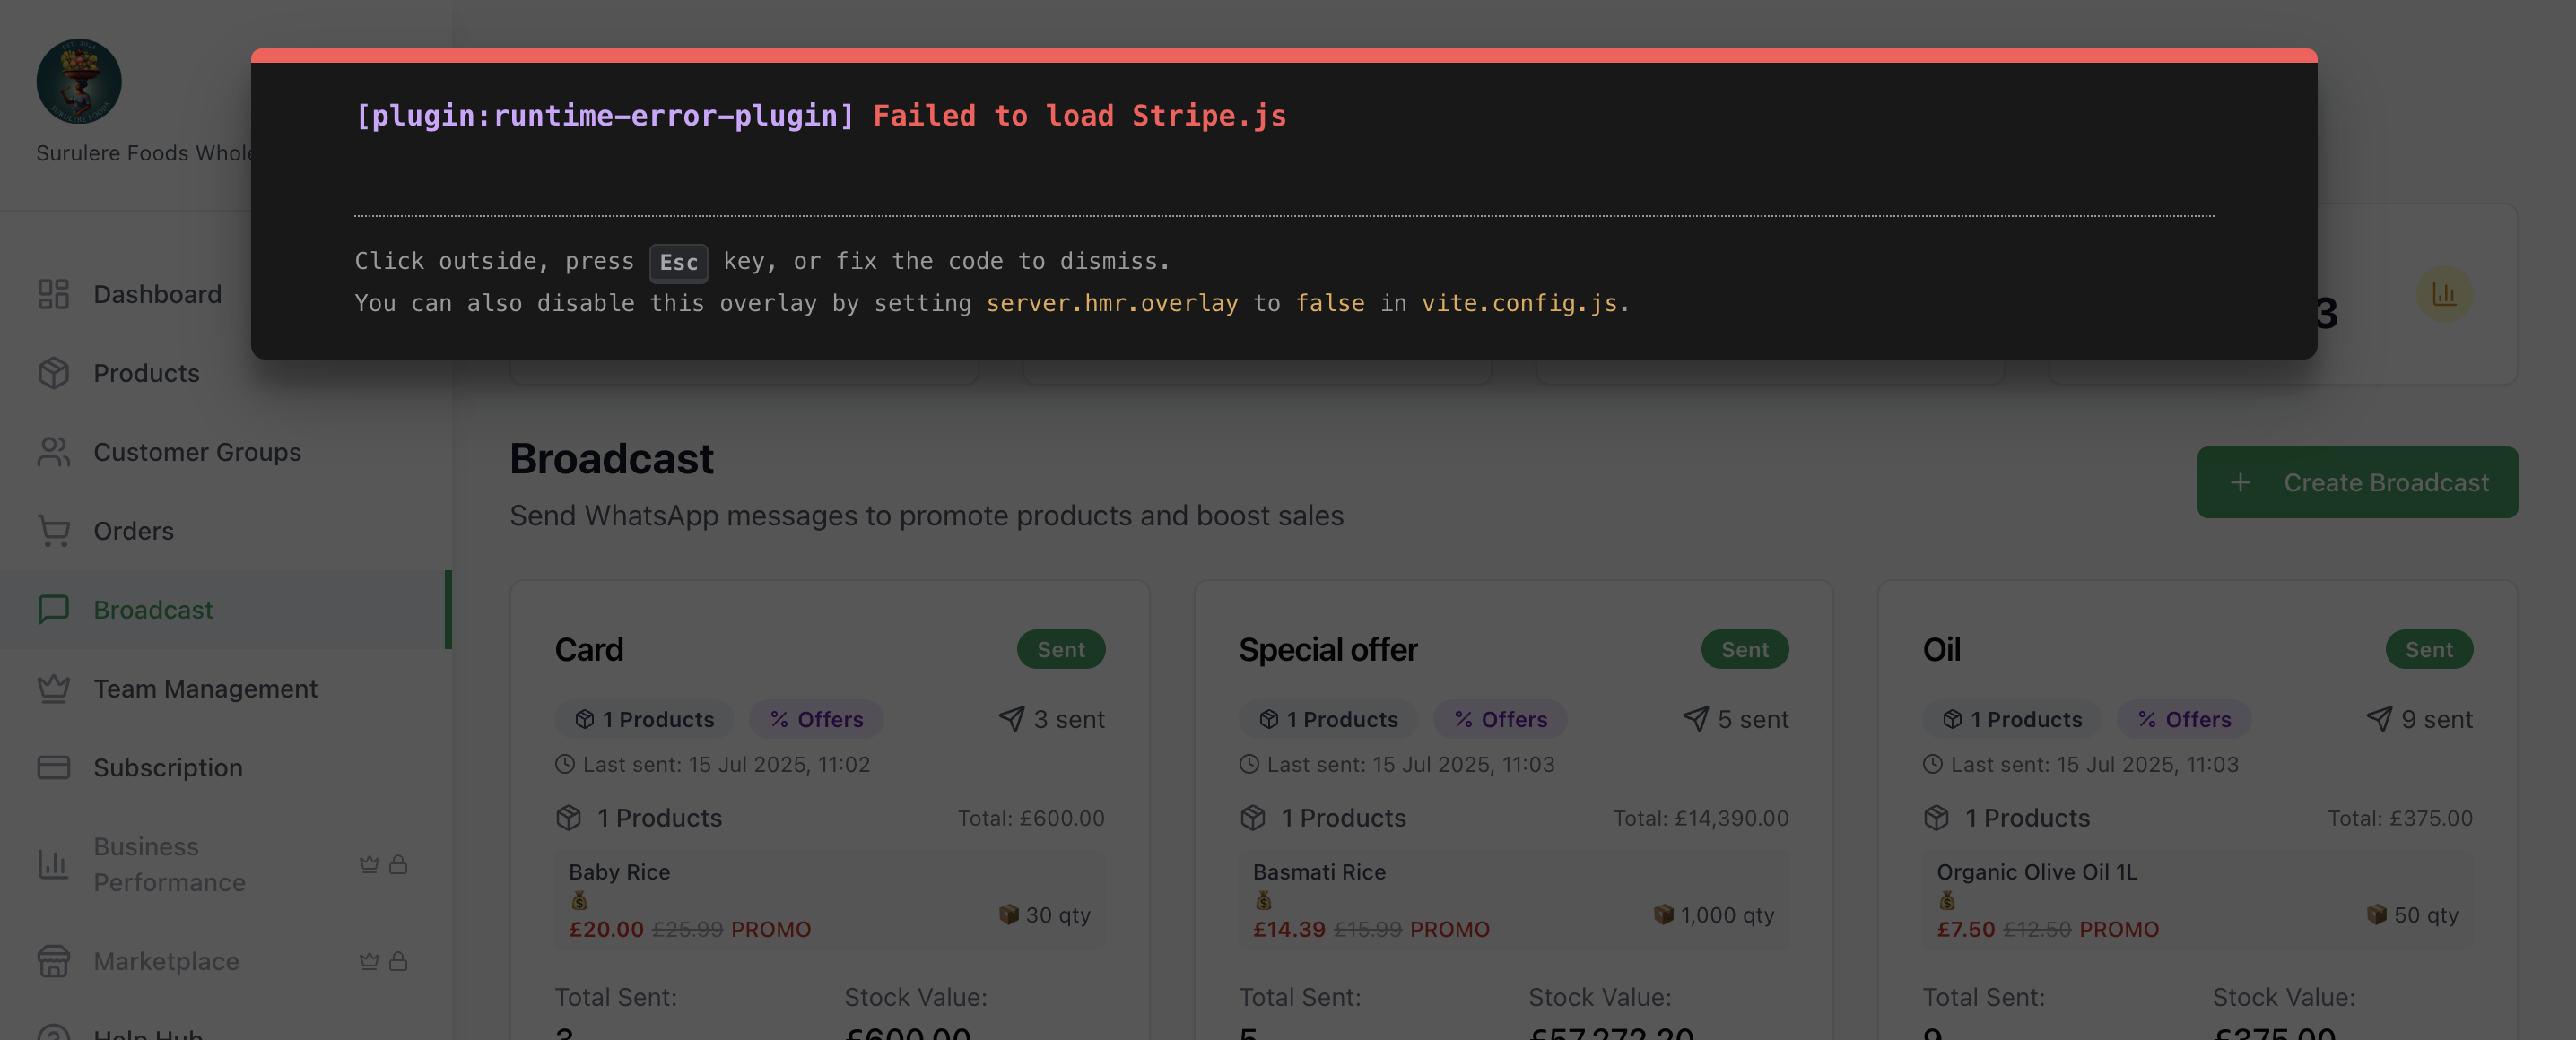 EST. 2024
SURULERE FOODS
Surulere Foods
[plugin:runtime-error-plugin] Failed to load Stripe.js
Click outside, press Esc key, or fix the code to dismiss.
You can also disable this overlay by setting server.hmr.overlay to false in vite.config.js.
3
Dashboard
Products
Customer Groups
Orders
Broadcast
Team Management
Subscription
Business
Performance
Marketplace
Help Hub
Broadcast
Send WhatsApp messages to promote products and boost sales
+ Create Broadcast
Card
Sent
1 Products
% Offers
3 sent
Last sent: 15 Jul 2025, 11:02
1 Products
Total: £600.00
Baby Rice
£20.00 £25.99 PROMO
30 qty
Total Sent:
Stock Value:
3
£600.00
Special offer
Sent
1 Products
% Offers
5 sent
Last sent: 15 Jul 2025, 11:03
1 Products
Total: £14,390.00
Basmati Rice
£14.39 £15.99 PROMO
1,000 qty
Total Sent:
Stock Value:
5
£57,272.20
Oil
Sent
1 Products
% Offers
9 sent
Last sent: 15 Jul 2025, 11:03
1 Products
Total: £375.00
Organic Olive Oil 1L
£7.50 £12.50 PROMO
50 qty
Total Sent:
Stock Value:
9
£375.00